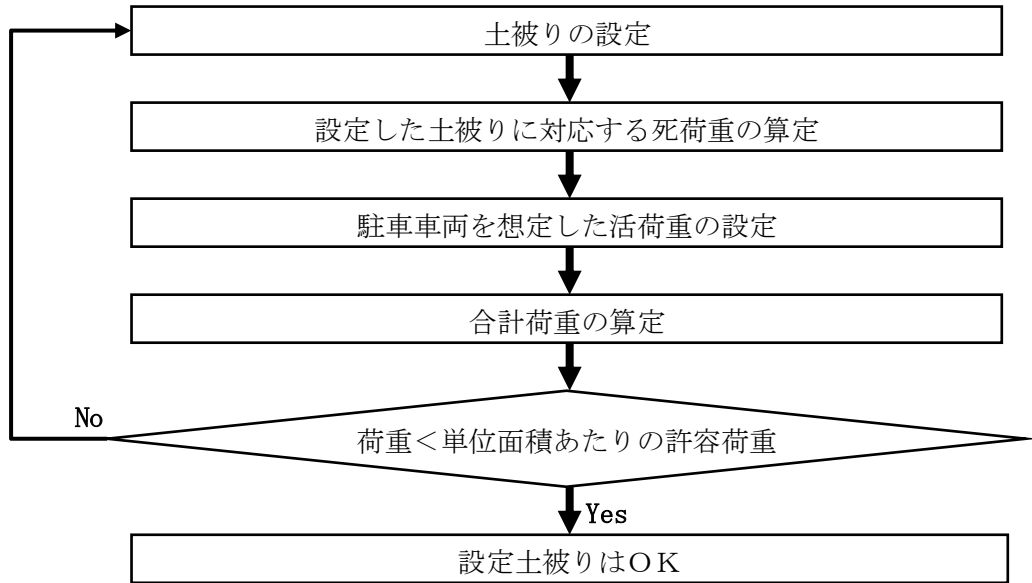 土被りの設定
設定した土被りに対応する死荷重の算定
駐車車両を想定した活荷重の設定
合計荷重の算定
No
荷重＜単位面積あたりの許容荷重
Yes
設定土被りはＯＫ